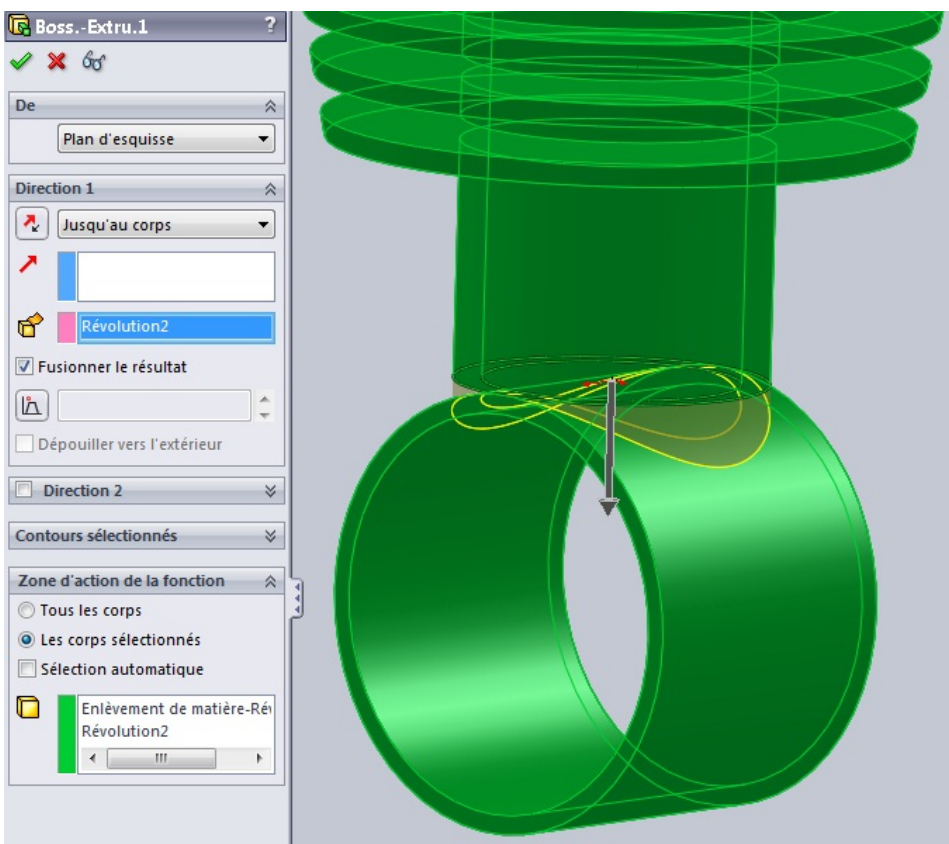 Boss.-Extru.1 ?
De
Plan d'esquisse
Direction 1
Jusqu'au corps
Révolution2
Fusionner le résultat
Dépouiller vers l'extérieur
Direction 2
Contours sélectionnés
Zone d'action de la fonction
Tous les corps
Les corps sélectionnés
Sélection automatique
Enlèvement de matière-Rév
Révolution2